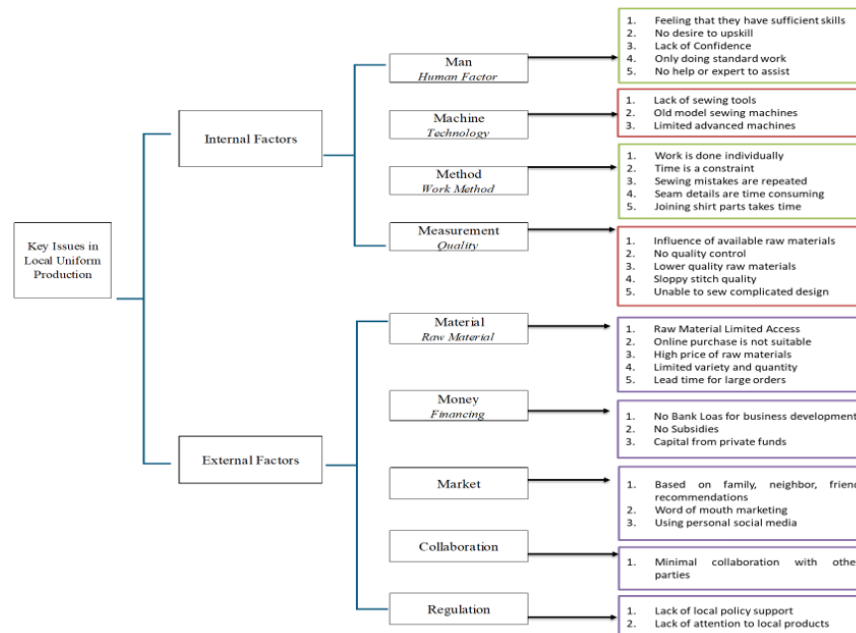 Key Issues in
Local Uniform
Production
Internal Factors
Man
Human Factor
1. Feeling that they have sufficient skills
2. No desire to upskill
3. Lack of Confidence
4. Only doing standard work
5. No help or expert to assist
Machine
Technology
1. Lack of sewing tools
2. Old model sewing machines
3. Limited advanced machines
Method
Work Method
1. Work is done individually
2. Time is a constraint
3. Sewing mistakes are repeated
4. Seam details are time consuming
5. Joining shirt parts takes time
Measurement
Quality
1. Influence of available raw materials
2. No quality control
3. Lower quality raw materials
4. Sloppy stitch quality
5. Unable to sew complicated design
External Factors
Material
Raw Material
1. Raw Material Limited Access
2. Online purchase is not suitable
3. High price of raw materials
4. Limited variety and quantity
5. Lead time for large orders
Money
Financing
1. No Bank Loas for business development
2. No Subsidies
3. Capital from private funds
Market
1. Based on family, neighbor, friend
recommendations
2. Word of mouth marketing
3. Using personal social media
Collaboration
1. Minimal collaboration with othe
parties
Regulation
1. Lack of local policy support
2. Lack of attention to local products